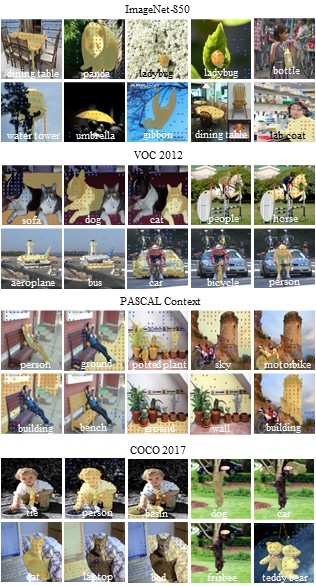 ImageNet-850
dining table panda ladybug ladybug bottle
water tower umbrella gibbon dining table lab coat
VOC 2012
sofa dog cat people horse
aeroplane bus car bicycle person
PASCAL Context
person ground potted plant sky motorbike
building bench ground wall building
COCO 2017
tie person basin dog car
cat laptop bed frisbee teddy bear